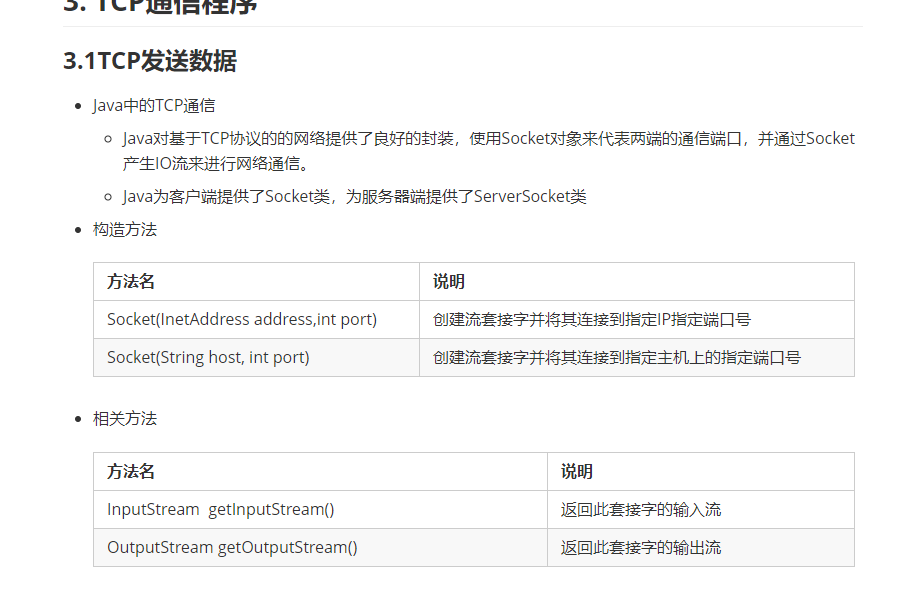 3. TCP通信程序
3.1TCP发送数据
Java中的TCP通信
Java对基于TCP协议的的网络提供了良好的封装，使用Socket对象来代表两端的通信端口，并通过Socket
产生IO流来进行网络通信。
Java为客户端提供了Socket类，为服务器端提供了ServerSocket类
构造方法
方法名 说明
Socket(InetAddress address,int port) 创建流套接字并将其连接到指定IP指定端口号
Socket(String host, int port) 创建流套接字并将其连接到指定主机上的指定端口号
相关方法
方法名 说明
InputStream  getInputStream() 返回此套接字的输入流
OutputStream getOutputStream() 返回此套接字的输出流